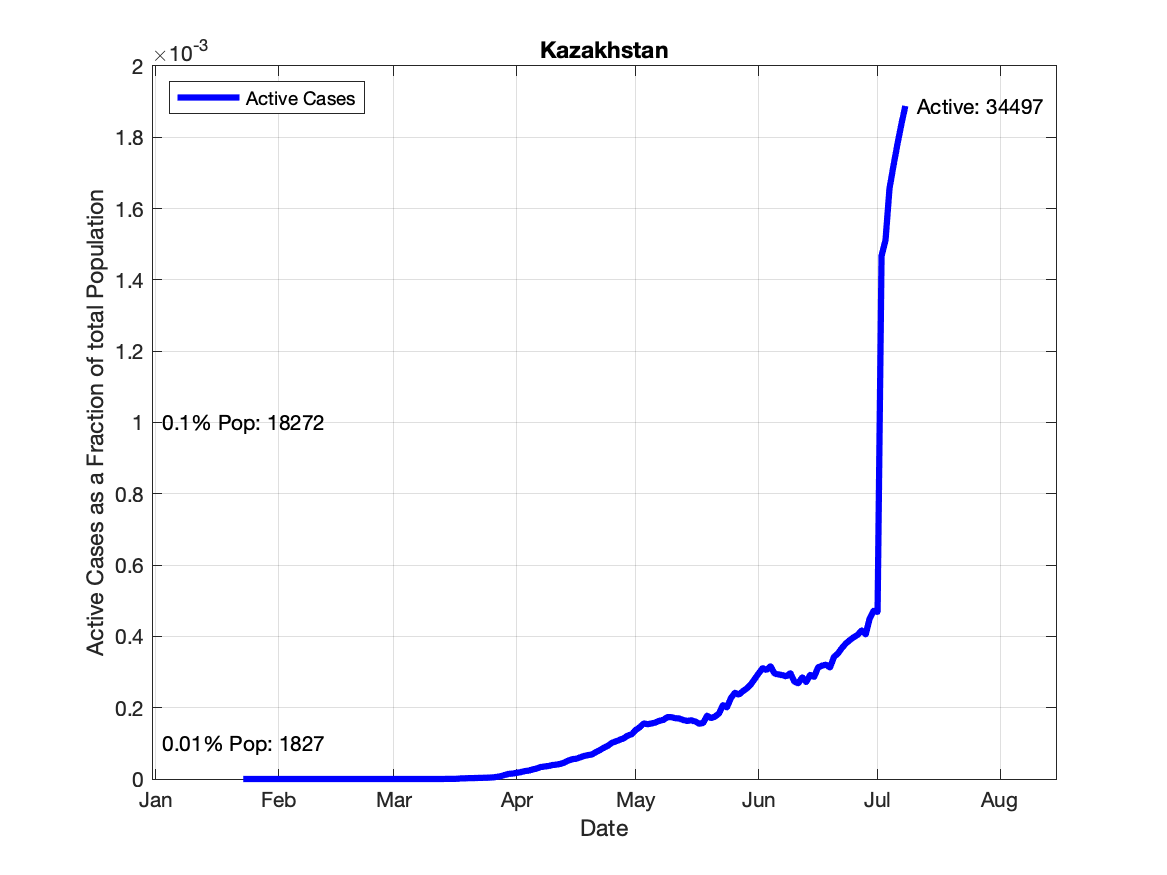 Kazakhstan
×10-3
2
1.8
1.6
1.4
1.2
1
0.8
0.6
0.4
0.2
0
Active Cases as a Fraction of total Population
Active Cases
Active: 34497
0.1% Pop: 18272
0.01% Pop: 1827
Jan Feb Mar Apr May Jun Jul Aug
Date